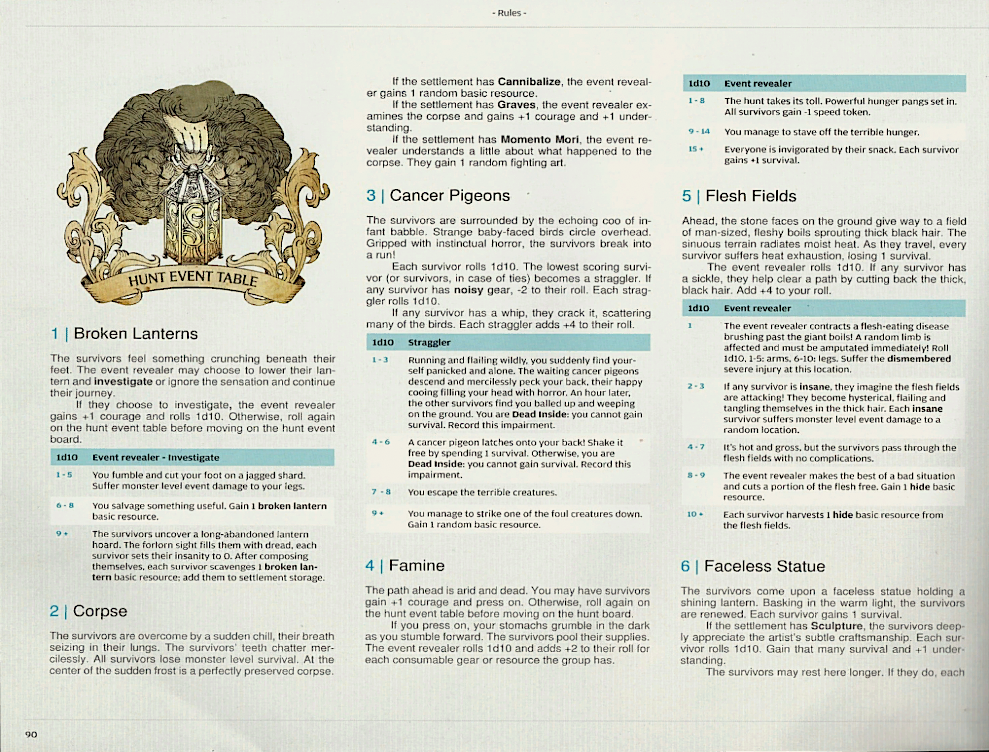 - Rules -
HUNT EVENT TABLE
1 | Broken Lanterns
The survivors feel something crunching beneath their
feet. The event revealer may choose to lower their lan-
tern and investigate or ignore the sensation and continue
their journey.
If they choose to investigate, the event revealer
gains +1 courage and rolls 1d10. Otherwise, roll again
on the hunt event table before moving on the hunt event
board.
1d10 Event revealer - Investigate
1 - 5 You fumble and cut your foot on a jagged shard.
Suffer monster level event damage to your legs.
6 - 8 You salvage something useful. Gain 1 broken lantern
basic resource.
9 + The survivors uncover a long-abandoned lantern
hoard. The forlorn sight fills them with dread, each
survivor sets their insanity to 0. After composing
themselves, each survivor scavenges 1 broken lan-
tern basic resource; add them to settlement storage.
2 | Corpse
The survivors are overcome by a sudden chill, their breath
seizing in their lungs. The survivors' teeth chatter mer-
cilessly. All survivors lose monster level survival. At the
center of the sudden frost is a perfectly preserved corpse.
If the settlement has Cannibalize, the event reveal-
er gains 1 random basic resource.
If the settlement has Graves, the event revealer ex-
amines the corpse and gains +1 courage and +1 under-
standing.
If the settlement has Momento Mori, the event re-
vealer understands a little about what happened to the
corpse. They gain 1 random fighting art.
3 | Cancer Pigeons
The survivors are surrounded by the echoing coo of in-
fant babble. Strange baby-faced birds circle overhead.
Gripped with instinctual horror, the survivors break into
a run!
Each survivor rolls 1d10. The lowest scoring survi-
vor (or survivors, in case of ties) becomes a straggler. If
any survivor has noisy gear, -2 to their roll. Each strag-
gler rolls 1d10.
If any survivor has a whip, they crack it, scattering
many of the birds. Each straggler adds +4 to their roll.
1d10 Straggler
1 - 3 Running and flailing wildly, you suddenly find your-
self panicked and alone. The waiting cancer pigeons
descend and mercilessly peck your back, their happy
cooing filling your head with horror. An hour later,
the other survivors find you balled up and weeping
on the ground. You are Dead Inside: you cannot gain
survival. Record this impairment.
4 - 6 A cancer pigeon latches onto your back! Shake it
free by spending 1 survival. Otherwise, you are
Dead Inside: you cannot gain survival. Record this
impairment.
7 - 8 You escape the terrible creatures.
9 + You manage to strike one of the foul creatures down.
Gain 1 random basic resource.
4 | Famine
The path ahead is arid and dead. You may have survivors
gain +1 courage and press on. Otherwise, roll again on
the hunt event table before moving on the hunt board.
If you press on, your stomachs grumble in the dark
as you stumble forward. The survivors pool their supplies.
The event revealer rolls 1d10 and adds +2 to their roll for
each consumable gear or resource the group has.
1d10 Event revealer
1 - 8 The hunt takes its toll. Powerful hunger pangs set in.
All survivors gain -1 speed token.
9 - 14 You manage to stave off the terrible hunger.
15 + Everyone is invigorated by their snack. Each survivor
gains +1 survival.
5 | Flesh Fields
Ahead, the stone faces on the ground give way to a field
of man-sized, fleshy boils sprouting thick black hair. The
sinuous terrain radiates moist heat. As they travel, every
survivor suffers heat exhaustion, losing 1 survival.
The event revealer rolls 1d10. If any survivor has
a sickle, they help clear a path by cutting back the thick,
black hair. Add +4 to your roll.
1d10 Event revealer
1 The event revealer contracts a flesh-eating disease
brushing past the giant boils! A random limb is
affected and must be amputated immediately! Roll
1d10, 1-5: arms, 6-10: legs. Suffer the dismembered
severe injury at this location.
2 - 3 If any survivor is insane, they imagine the flesh fields
are attacking! They become hysterical, flailing and
tangling themselves in the thick hair. Each insane
survivor suffers monster level event damage to a
random location.
4 - 7 It's hot and gross, but the survivors pass through the
flesh fields with no complications.
8 - 9 The event revealer makes the best of a bad situation
and cuts a portion of the flesh free. Gain 1 hide basic
resource.
10 + Each survivor harvests 1 hide basic resource from
the flesh fields.
6 | Faceless Statue
The survivors come upon a faceless statue holding a
shining lantern. Basking in the warm light, the survivors
are renewed. Each survivor gains 1 survival.
If the settlement has Sculpture, the survivors deep-
ly appreciate the artist's subtle craftsmanship. Each sur-
vivor rolls 1d10. Gain that many survival and +1 under-
standing.
The survivors may rest here longer. If they do, each
90